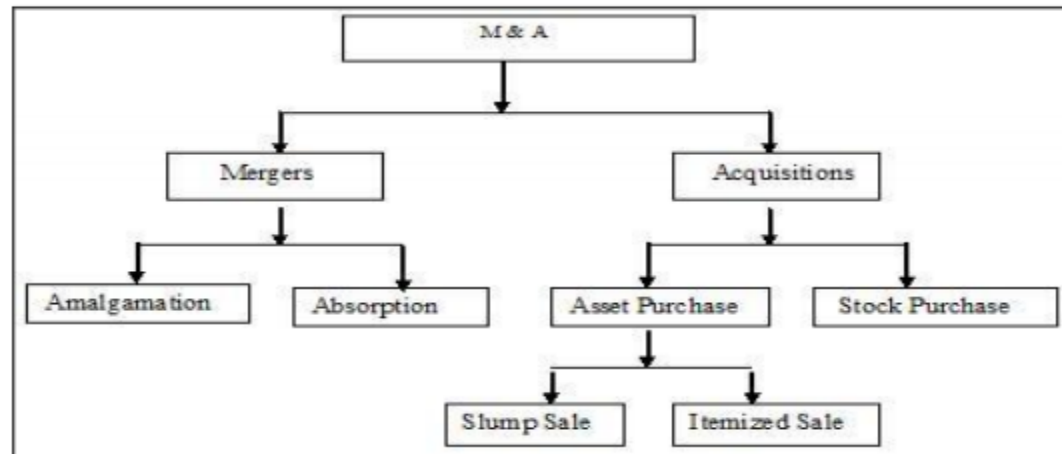 M & A
Mergers
Acquisitions
Amalgamation
Absorption
Asset Purchase
Stock Purchase
Slump Sale
Itemized Sale